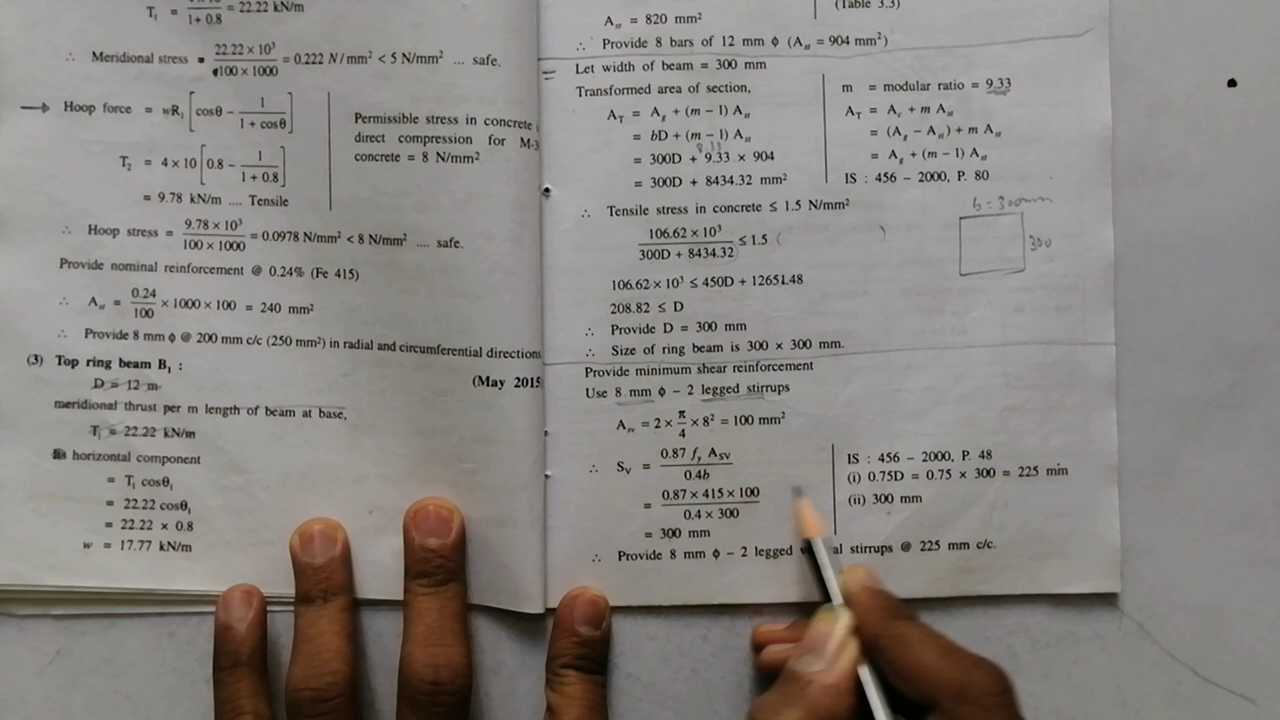 T₁ = / 1 + 0.8 = 22.22 kN/m
∴ Meridional stress = 22.22 × 10³ / 100 × 1000 = 0.222 N/mm² < 5 N/mm² ... safe.
Hoop force = wR₁ [cosθ − 1 / 1 + cosθ]
T₂ = 4 × 10 [0.8 − 1 / 1 + 0.8]
= 9.78 kN/m .... Tensile
Permissible stress in concrete
direct compression for M-3
concrete = 8 N/mm²
∴ Hoop stress = 9.78 × 10³ / 100 × 1000 = 0.0978 N/mm² < 8 N/mm² .... safe.
Provide nominal reinforcement @ 0.24% (Fe 415)
∴ Aₛₜ = 0.24 / 100 × 1000 × 100 = 240 mm²
∴ Provide 8 mm ϕ @ 200 mm c/c (250 mm²) in radial and circumferential directions
(3) Top ring beam B₁ :
(May 2015
D = 12 m
meridional thrust per m length of beam at base,
T₁ = 22.22 kN/m
horizontal component
= T₁ cosθ₁
= 22.22 cosθ₁
= 22.22 × 0.8
w = 17.77 kN/m
(Table 3.3)
Aₛₜ = 820 mm²
∴ Provide 8 bars of 12 mm ϕ (Aₛₜ = 904 mm²)
Let width of beam = 300 mm
Transformed area of section,
A_T = A_g + (m − 1) Aₛₜ
= bD + (m − 1) Aₛₜ
8.33
= 300D + 9.33 × 904
= 300D + 8434.32 mm²
m = modular ratio = 9.33
A_T = A_c + m Aₛₜ
= (A_g − Aₛₜ) + m Aₛₜ
= A_g + (m − 1) Aₛₜ
IS : 456 − 2000, P. 80
∴ Tensile stress in concrete ≤ 1.5 N/mm²
b = 300mm
300
106.62 × 10³ / 300D + 8434.32 ≤ 1.5
106.62 × 10³ ≤ 450D + 12651.48
208.82 ≤ D
∴ Provide D = 300 mm
∴ Size of ring beam is 300 × 300 mm.
Provide minimum shear reinforcement
Use 8 mm ϕ − 2 legged stirrups
Aₛᵥ = 2 × π / 4 × 8² = 100 mm²
∴ S_V = 0.87 f_y A_SV / 0.4b
= 0.87 × 415 × 100 / 0.4 × 300
= 300 mm
IS : 456 − 2000, P. 48
(i) 0.75D = 0.75 × 300 = 225 mm
(ii) 300 mm
∴ Provide 8 mm ϕ − 2 legged stirrups @ 225 mm c/c.